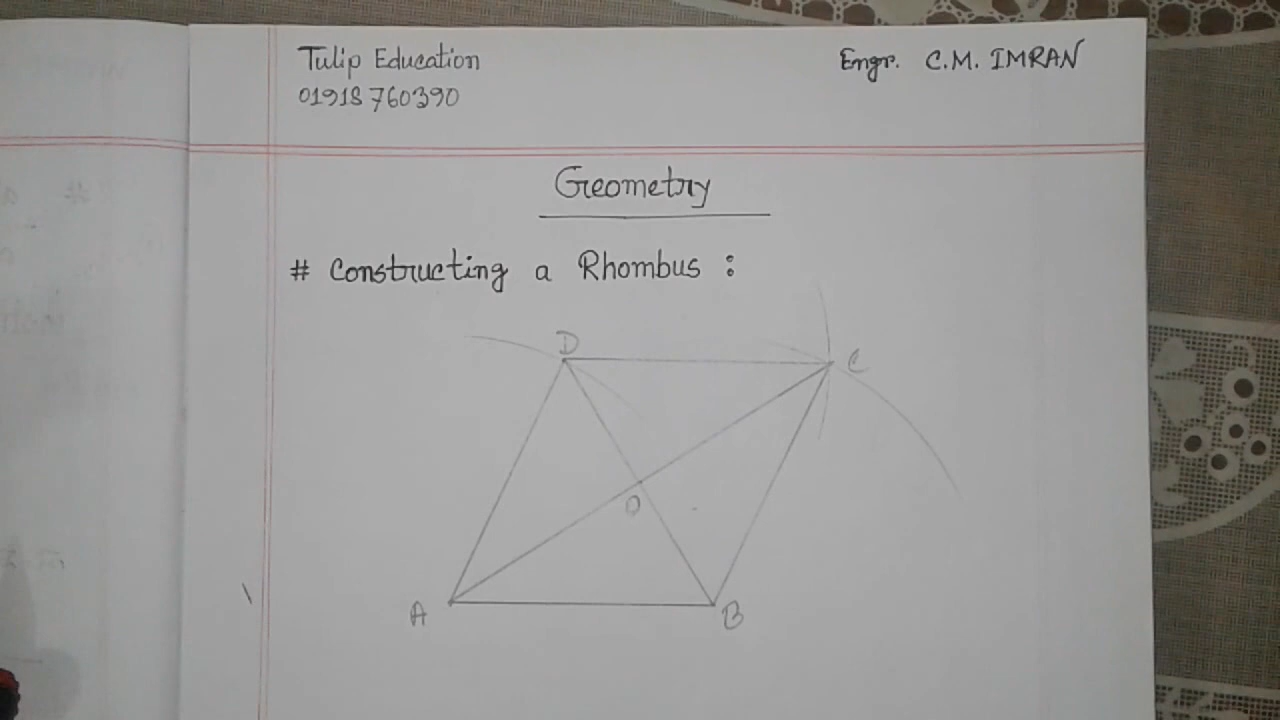 Tulip Education
01918 760390
Engr. C.M. IMRAN
Geometry
# Constructing a Rhombus :
D
C
O
A
B